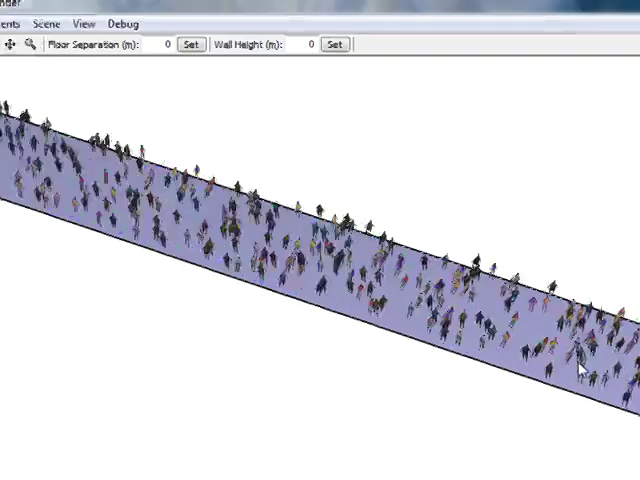 nder
ents Scene View Debug
Floor Separation (m): 0 Set Wall Height (m): 0 Set